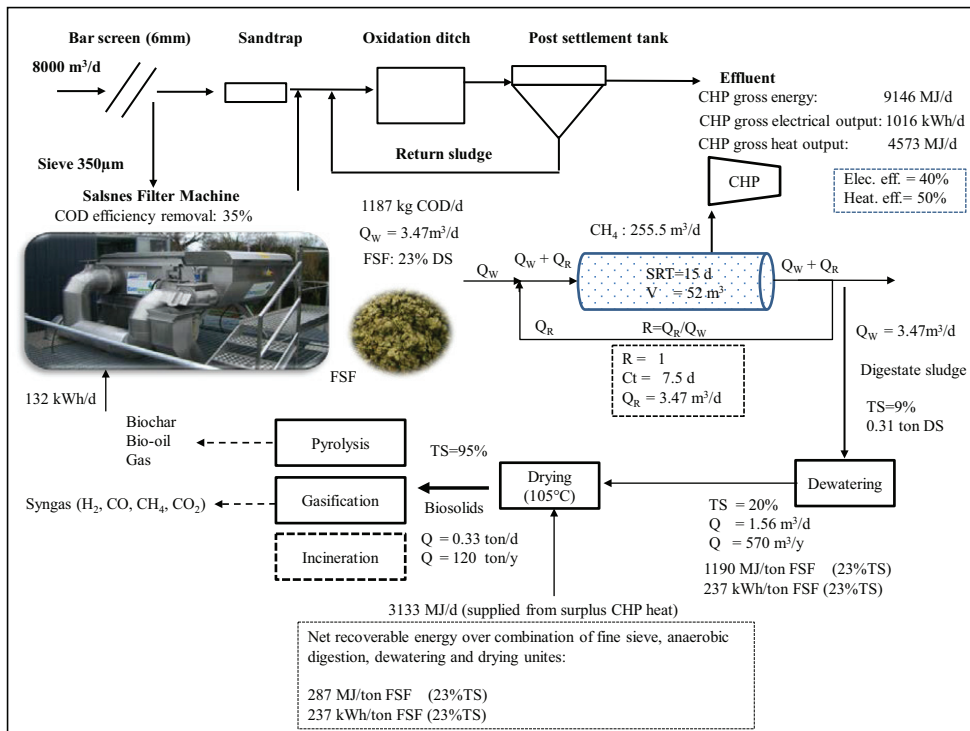 Bar screen (6mm)
Sandtrap
Oxidation ditch
Post settlement tank
8000 m³/d
Effluent
CHP gross energy: 9146 MJ/d
CHP gross electrical output: 1016 kWh/d
CHP gross heat output: 4573 MJ/d
Return sludge
Sieve 350µm
Salsnes Filter Machine
COD efficiency removal: 35%
CHP
Elec. eff. = 40%
Heat. eff.= 50%
1187 kg COD/d
Q_W = 3.47m³/d
FSF: 23% DS
CH₄ : 255.5 m³/d
Q_W
Q_W + Q_R
SRT=15 d
V = 52 m³
Q_W + Q_R
Q_R
R=Q_R/Q_W
R = 1
Ct = 7.5 d
Q_R = 3.47 m³/d
Q_W = 3.47m³/d
Digestate sludge
TS=9%
0.31 ton DS
FSF
132 kWh/d
Biochar
Bio-oil
Gas
Pyrolysis
TS=95%
Drying
(105°C)
Dewatering
Syngas (H₂, CO, CH₄, CO₂)
Gasification
Biosolids
Incineration
Q = 0.33 ton/d
Q = 120 ton/y
TS = 20%
Q = 1.56 m³/d
Q = 570 m³/y
1190 MJ/ton FSF (23%TS)
237 kWh/ton FSF (23%TS)
3133 MJ/d (supplied from surplus CHP heat)
Net recoverable energy over combination of fine sieve, anaerobic
digestion, dewatering and drying unites:
287 MJ/ton FSF (23%TS)
237 kWh/ton FSF (23%TS)